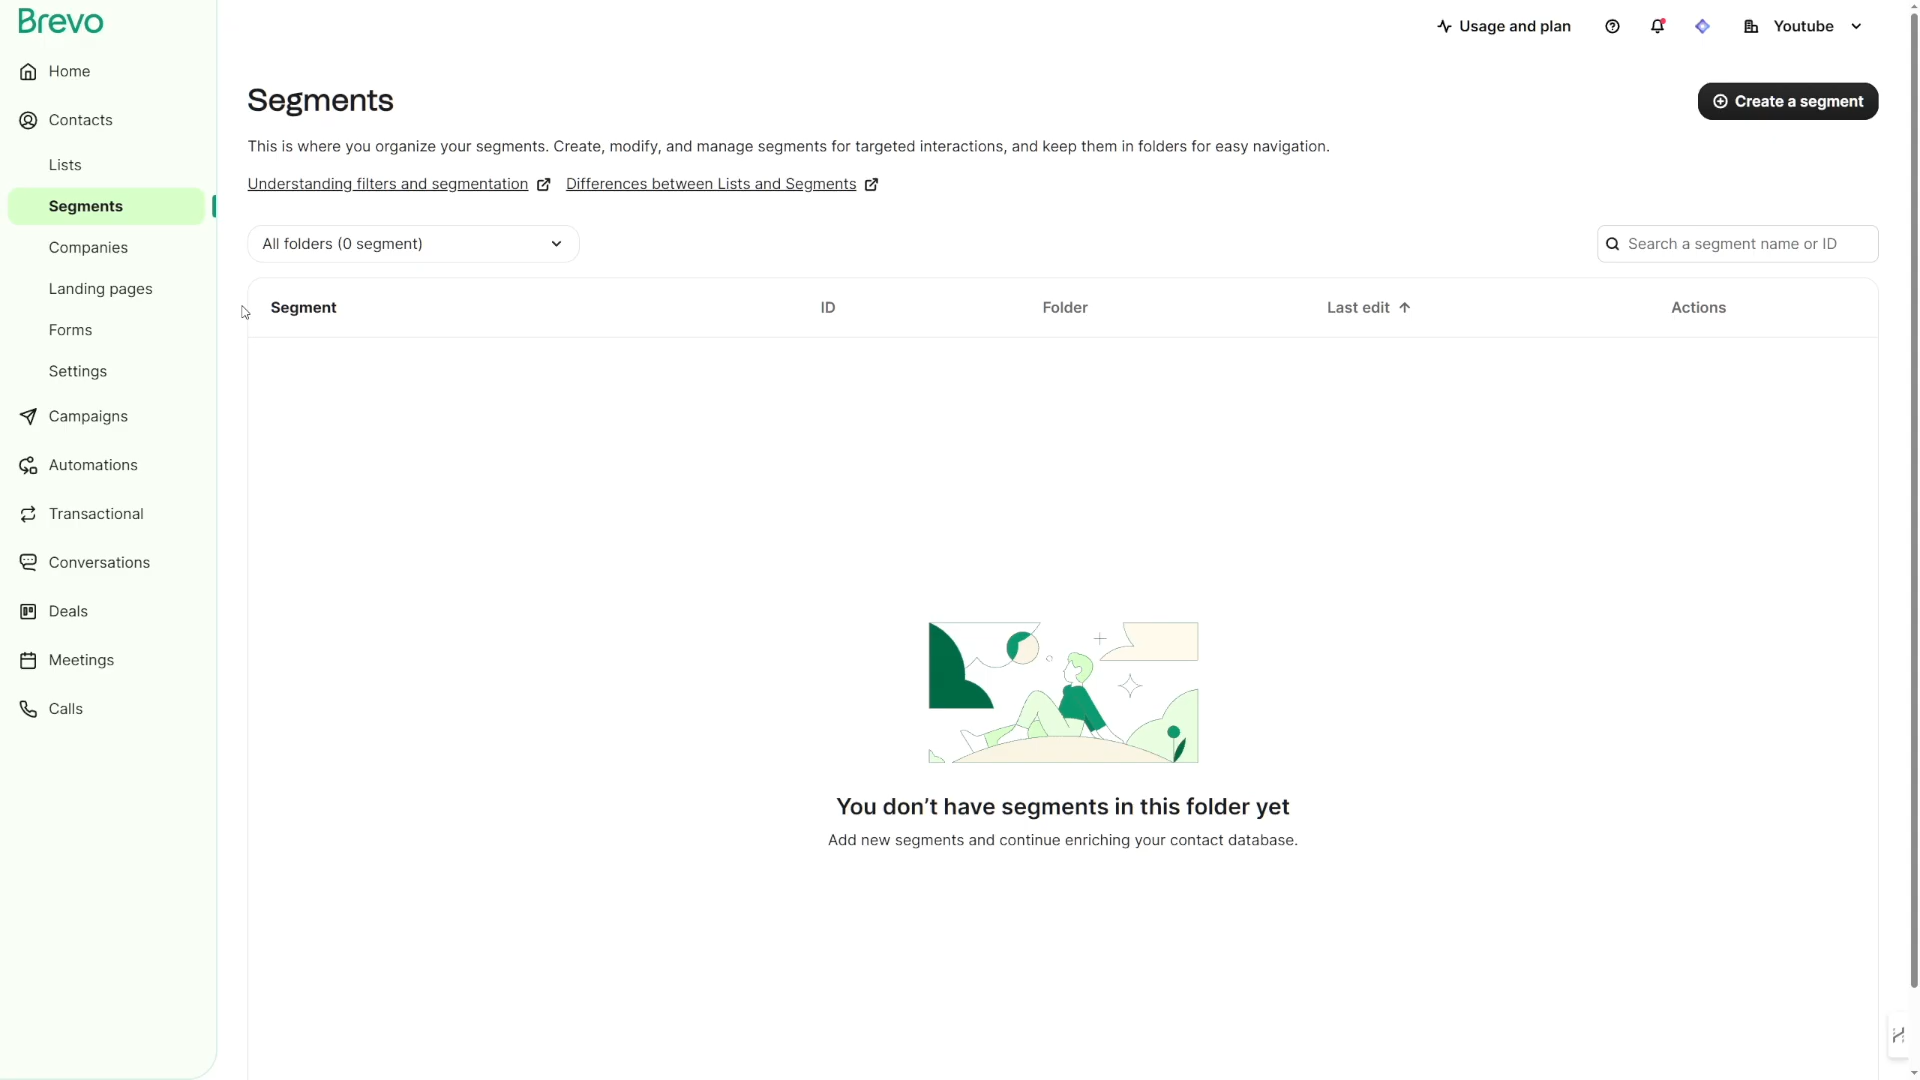 Brevo
Usage and plan
Youtube
Home
Contacts
Lists
Segments
Companies
Landing pages
Forms
Settings
Campaigns
Automations
Transactional
Conversations
Deals
Meetings
Calls
Segments
Create a segment
This is where you organize your segments. Create, modify, and manage segments for targeted interactions, and keep them in folders for easy navigation.
Understanding filters and segmentation Differences between Lists and Segments
All folders (0 segment)
Search a segment name or ID
Segment ID Folder Last edit Actions
You don’t have segments in this folder yet
Add new segments and continue enriching your contact database.